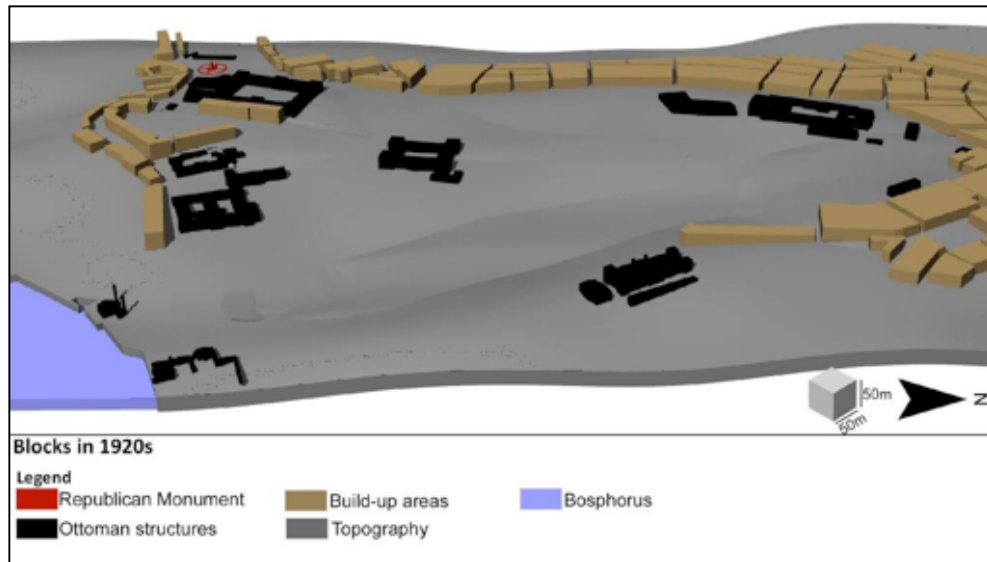 50m
50m
N
Blocks in 1920s
Legend
Republican Monument
Build-up areas
Bosphorus
Ottoman structures
Topography